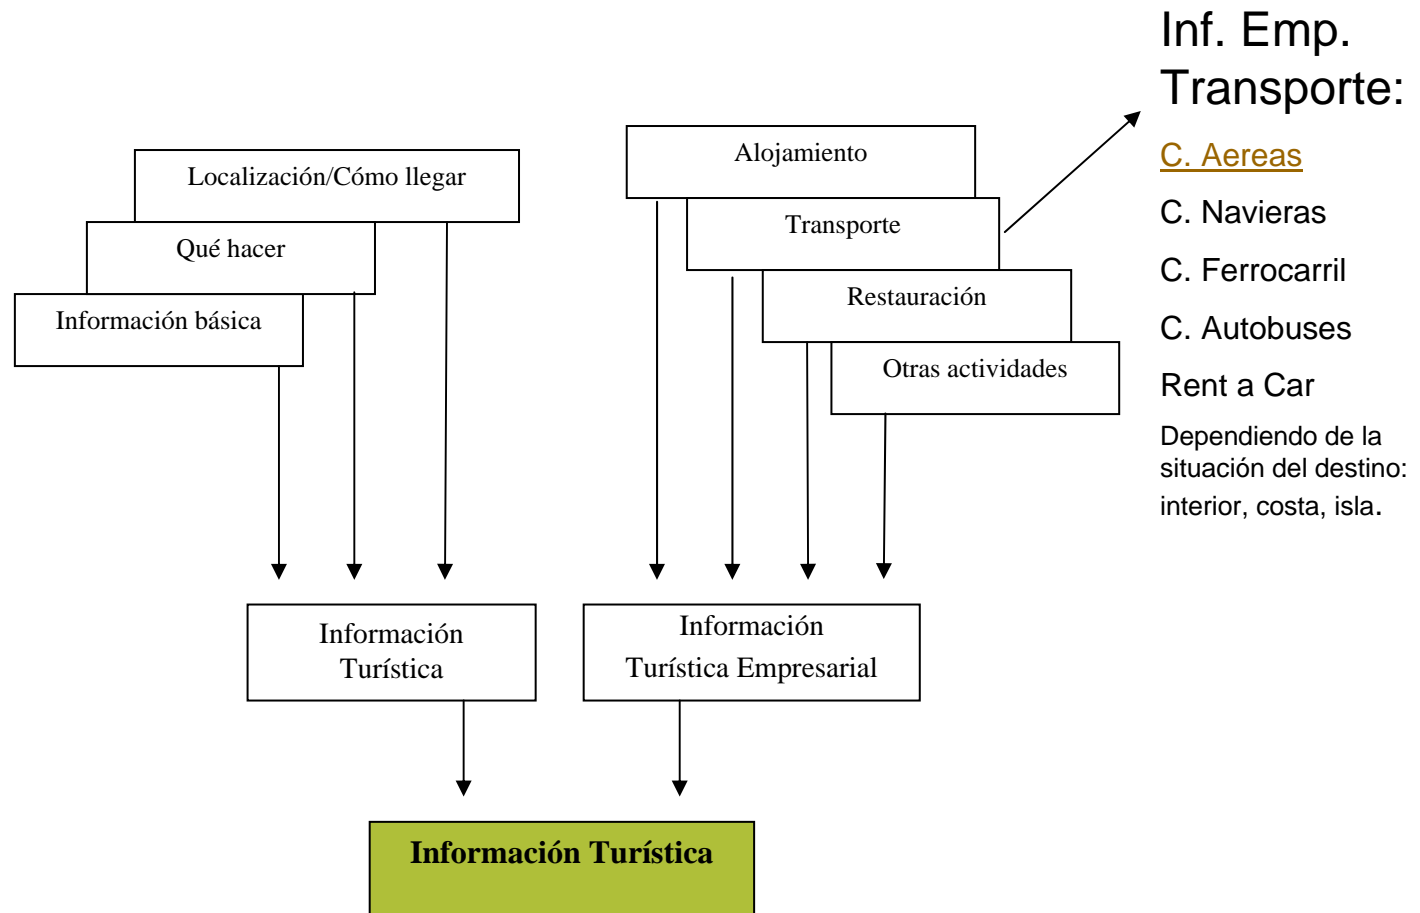 Inf. Emp.
Transporte:
C. Aereas
C. Navieras
C. Ferrocarril
C. Autobuses
Rent a Car
Dependiendo de la
situación del destino:
interior, costa, isla.
Localización/Cómo llegar
Qué hacer
Información básica
Alojamiento
Transporte
Restauración
Otras actividades
Información
Turística
Información
Turística Empresarial
Información Turística